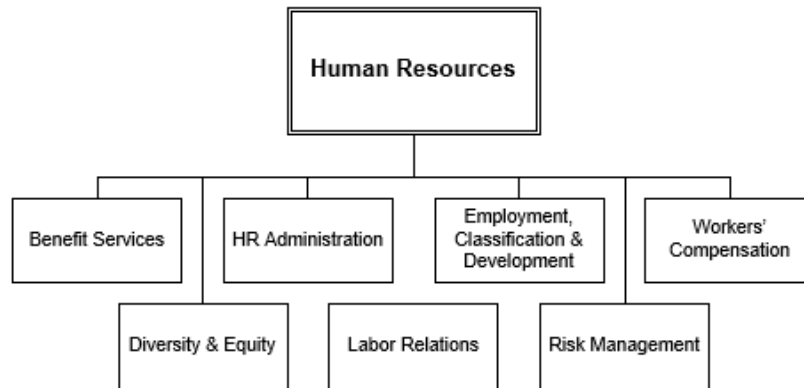 Human Resources
Benefit Services
HR Administration
Employment,
Classification &
Development
Workers’
Compensation
Diversity & Equity
Labor Relations
Risk Management